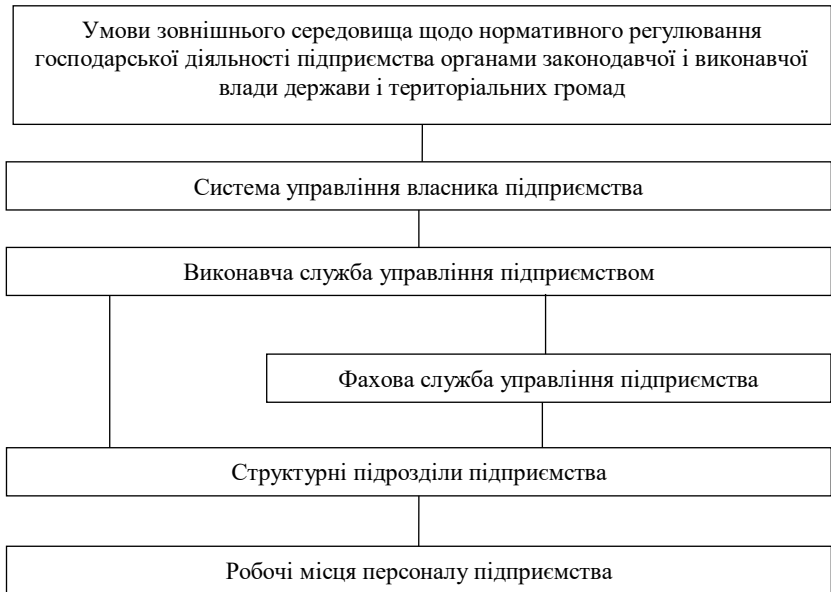 Умови зовнішнього середовища щодо нормативного регулювання
господарської діяльності підприємства органами законодавчої і виконавчої
влади держави і територіальних громад
Система управління власника підприємства
Виконавча служба управління підприємством
Фахова служба управління підприємства
Структурні підрозділи підприємства
Робочі місця персоналу підприємства